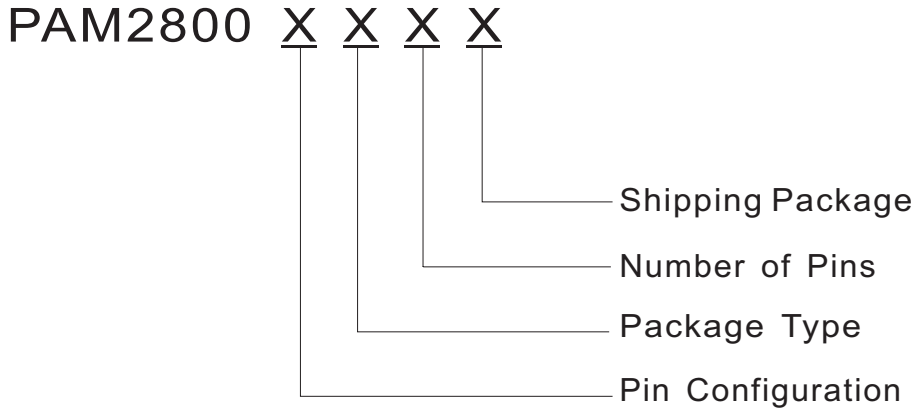 PAM2800 X X X X
Shipping Package
Number of Pins
Package Type
Pin Configuration